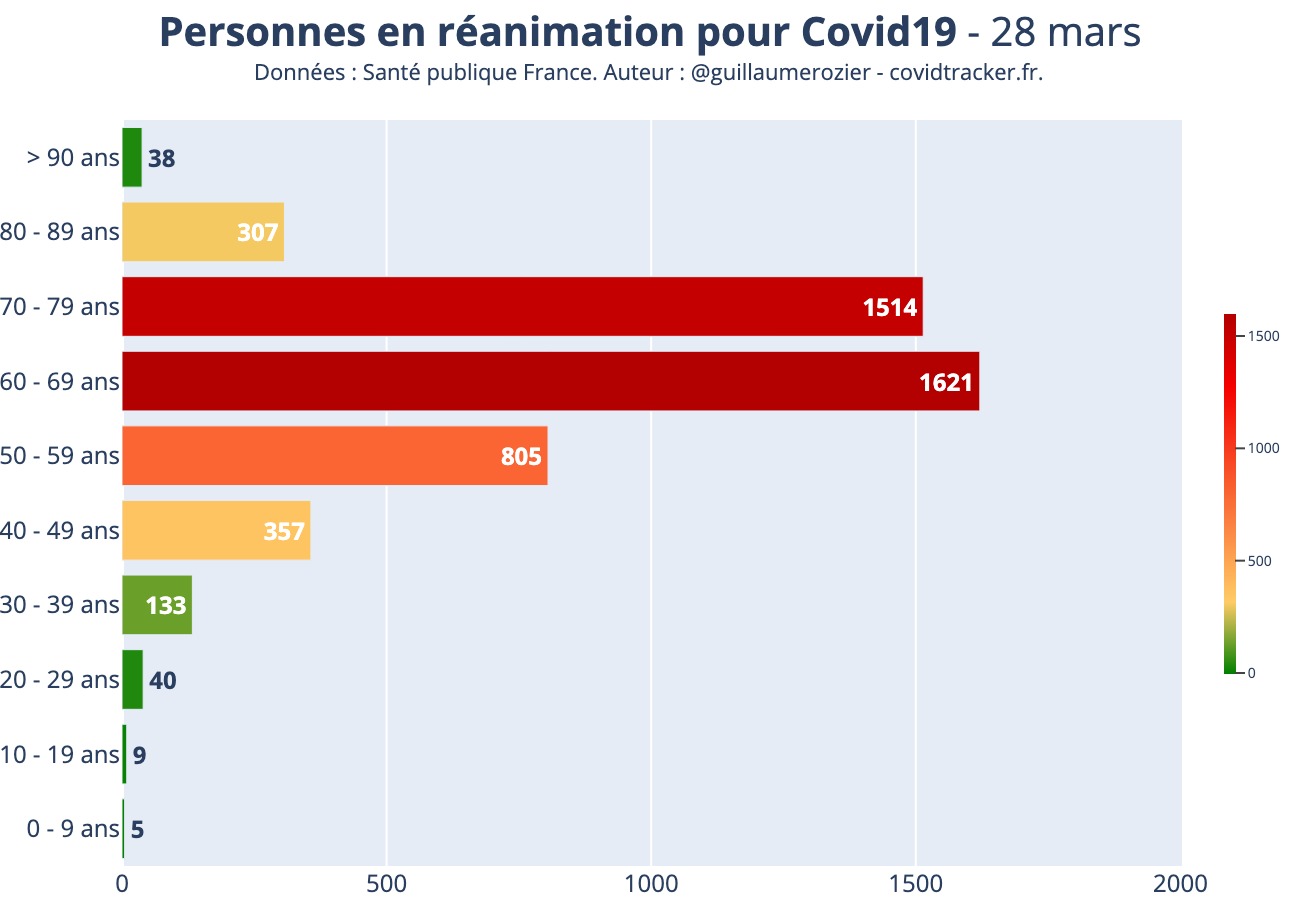 Personnes en réanimation pour Covid19 - 28 mars
Données : Santé publique France. Auteur : @guillaumerozier - covidtracker.fr.
> 90 ans 38
80 - 89 ans 307
70 - 79 ans 1514
60 - 69 ans 1621
50 - 59 ans 805
40 - 49 ans 357
30 - 39 ans 133
20 - 29 ans 40
10 - 19 ans 9
0 - 9 ans 5
0 500 1000 1500 2000
1500
1000
500
0